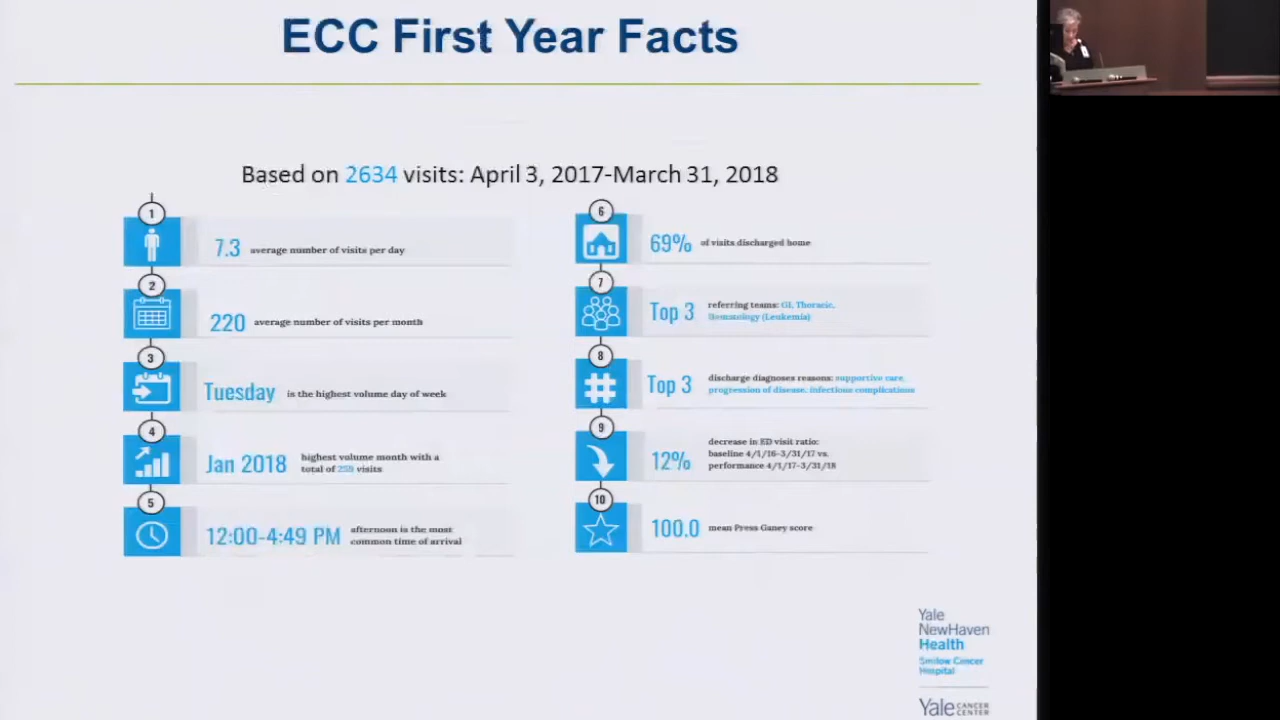 ECC First Year Facts
Based on 2634 visits: April 3, 2017-March 31, 2018
1
7.3 average number of visits per day
2
220 average number of visits per month
3
Tuesday is the highest volume day of week
4
Jan 2018 highest volume month with a
total of 259 visits
5
12:00-4:49 PM afternoon is the most
common time of arrival
6
69% of visits discharged home
7
Top 3 referring teams: GI, Thoracic,
Hematology (Leukemia)
8
Top 3 discharge diagnoses reasons: supportive care,
progression of disease, infectious complications
9
12% decrease in ED visit ratio:
baseline 4/1/16-3/31/17 vs.
performance 4/1/17-3/31/18
10
100.0 mean Press Ganey score
Yale
NewHaven
Health
Smilow Cancer
Hospital
Yale CANCER
CENTER